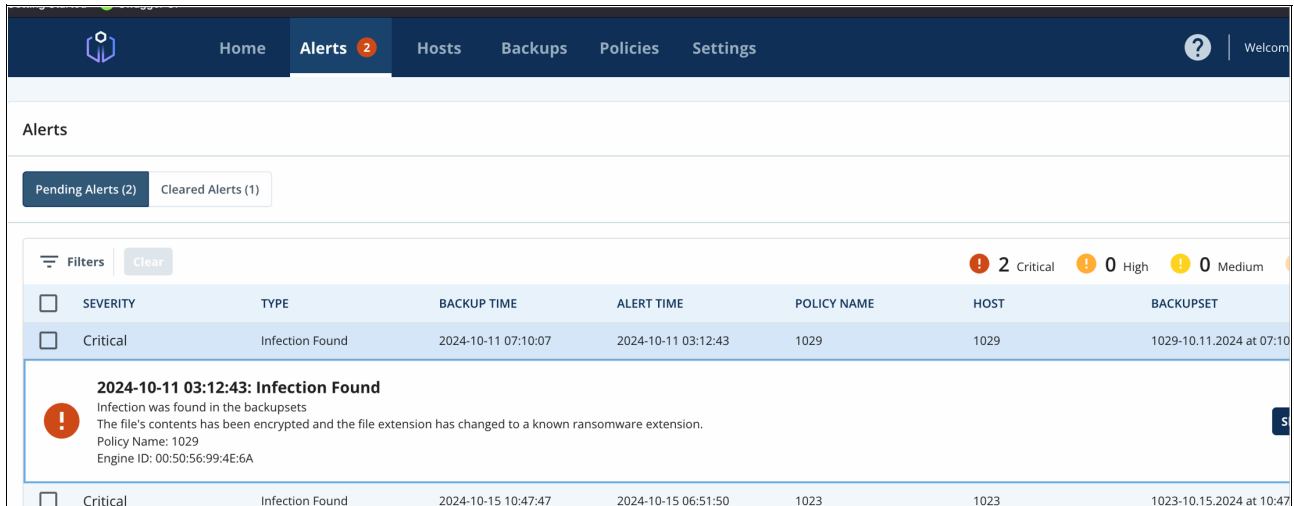 Home Alerts 2 Hosts Backups Policies Settings ? Welcom
Alerts
Pending Alerts (2) Cleared Alerts (1)
Filters Clear ! 2 Critical ! 0 High ! 0 Medium
SEVERITY TYPE BACKUP TIME ALERT TIME POLICY NAME HOST BACKUPSET
Critical Infection Found 2024-10-11 07:10:07 2024-10-11 03:12:43 1029 1029 1029-10.11.2024 at 07:10
2024-10-11 03:12:43: Infection Found
Infection was found in the backupsets
! The file's contents has been encrypted and the file extension has changed to a known ransomware extension.
Policy Name: 1029
Engine ID: 00:50:56:99:4E:6A
Critical Infection Found 2024-10-15 10:47:47 2024-10-15 06:51:50 1023 1023 1023-10.15.2024 at 10:47